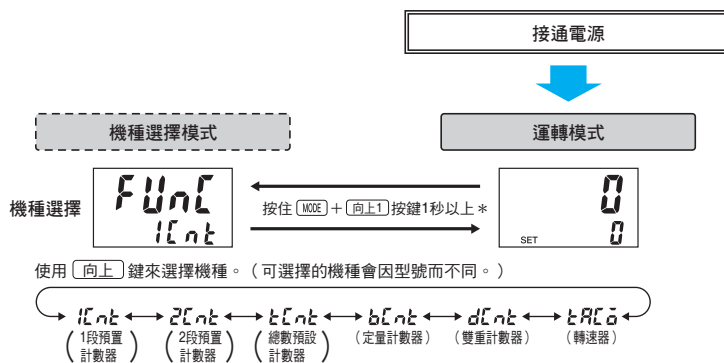 接通電源
機種選擇模式
運轉模式
機種選擇
FUnC
1Cnt
按住 MODE + 向上1 按鍵1秒以上*
0
SET 0
使用 向上 鍵來選擇機種。(可選擇的機種會因型號而不同。)
1Cnt 2Cnt tCnt bCnt dCnt tACo
(1段預置計數器) (2段預置計數器) (總數預設計數器) (定量計數器) (雙重計數器) (轉速器)